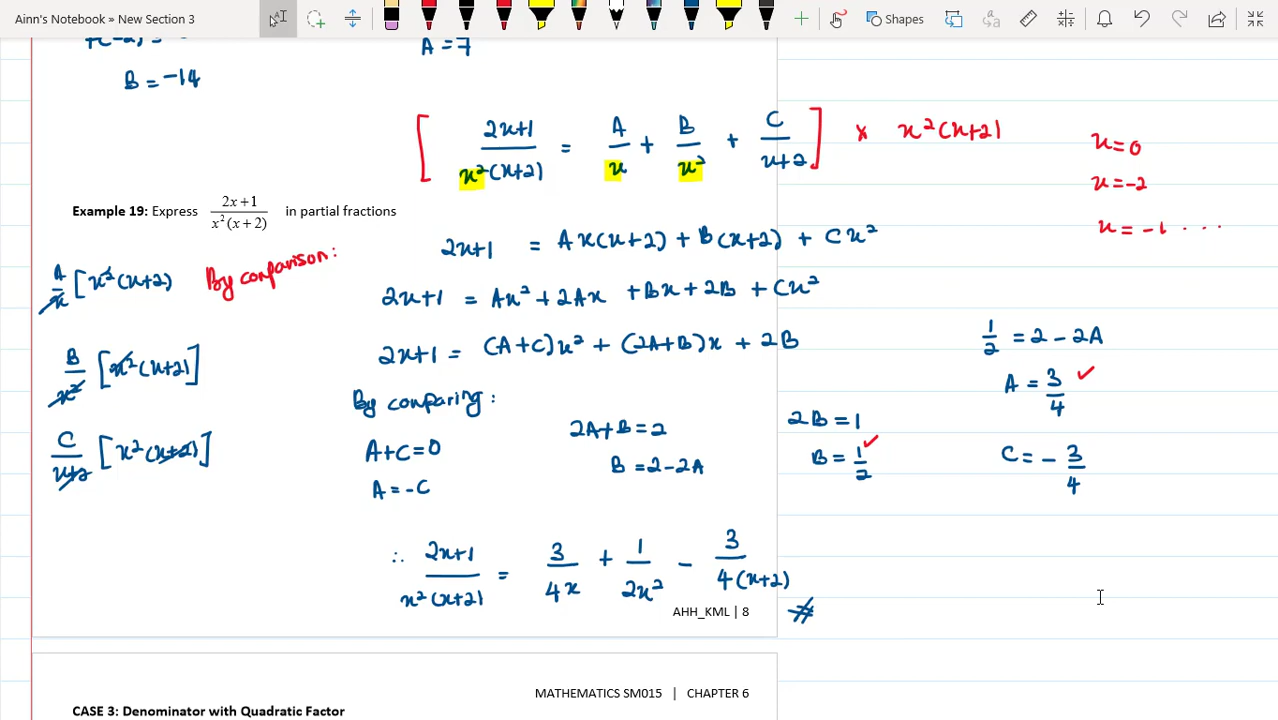 Ainn's Notebook » New Section 3
Shapes
A = 7
B = -14
[ 2x+1 / x²(x+2) = A/x + B/x² + C/x+2 ] × x²(x+2)
x=0
x=-2
x = -1 . . .
Example 19: Express 2x+1 / x²(x+2) in partial fractions
A/x [x²(x+2)
By comparison:
2x+1 = Ax(x+2) + B(x+2) + Cx²
2x+1 = Ax² + 2Ax + Bx + 2B + Cx²
2x+1 = (A+C)x² + (2A+B)x + 2B
B/x² [x²(x+2)]
C/x+2 [x²(x+2)]
By comparing:
A+C=0
A = -C
2A+B=2
B = 2-2A
2B = 1
B = 1/2 ✓
1/2 = 2 - 2A
A = 3/4 ✓
C = - 3/4
∴ 2x+1 / x²(x+2) = 3/4x + 1/2x² - 3/4(x+2) #
AHH_KML | 8
MATHEMATICS SM015 | CHAPTER 6
CASE 3: Denominator with Quadratic Factor